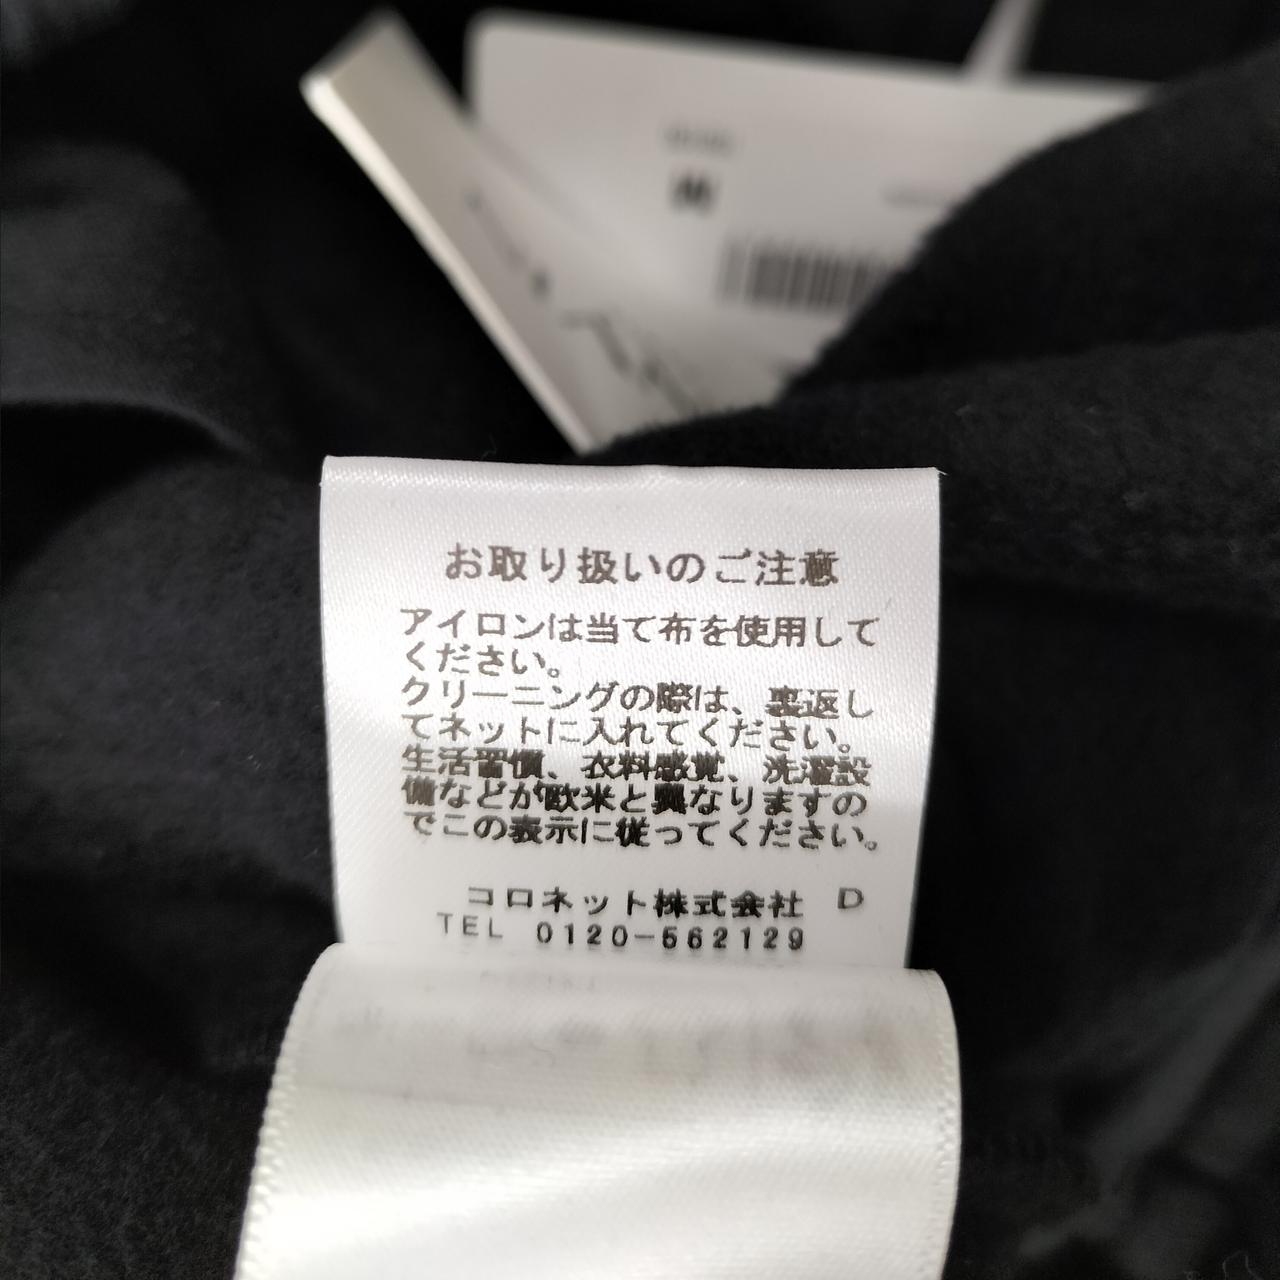 M
お取り扱いのご注意
アイロンは当て布を使用して
ください。
クリーニングの際は、裏返し
てネットに入れてください。
生活習慣、衣料感覚、洗濯設
備などが欧米と異なりますの
でこの表示に従ってください。
コロネット株式会社 D
TEL 0120-562129